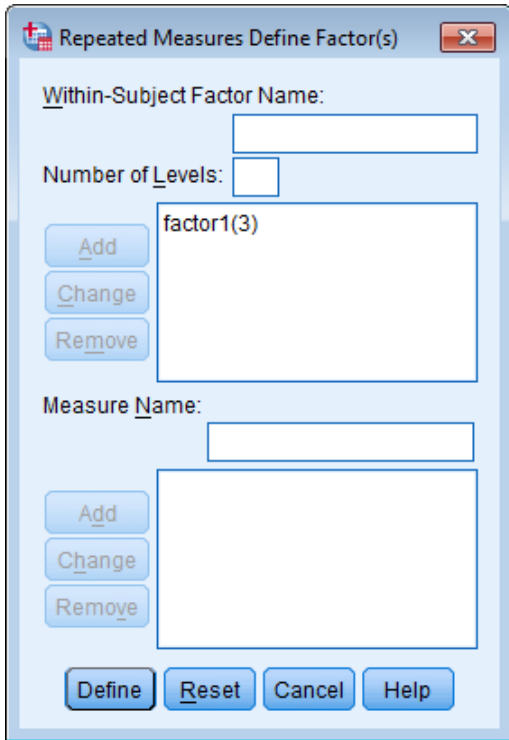 Repeated Measures Define Factor(s)
Within-Subject Factor Name:
Number of Levels:
factor1(3)
Add
Change
Remove
Measure Name:
Add
Change
Remove
Define Reset Cancel Help